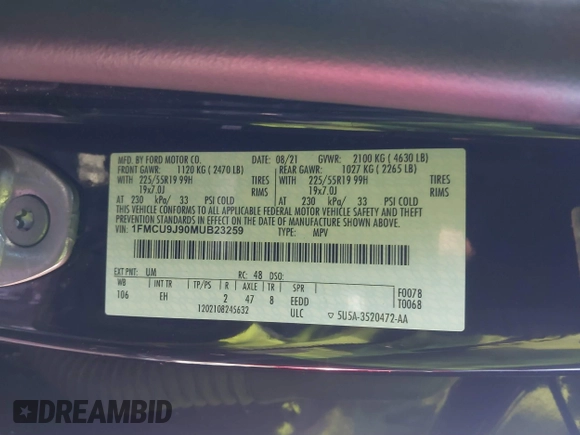 MFD. BY FORD MOTOR CO.
DATE: 08/21 GVWR: 2100 KG ( 4630 LB)
FRONT GAWR: 1120 KG ( 2470 LB) REAR GAWR: 1027 KG ( 2265 LB)
WITH 225/55R19 99H TIRES WITH 225/55R19 99H TIRES
19x7.0J RIMS 19x7.0J RIMS
AT 230 kPa/ 33 PSI COLD AT 230 kPa/ 33 PSI COLD
THIS VEHICLE CONFORMS TO ALL APPLICABLE FEDERAL MOTOR VEHICLE SAFETY AND THEFT
PREVENTION STANDARDS IN EFFECT ON THE DATE OF MANUFACTURE SHOWN ABOVE.
VIN: 1FMCU9J90MUB23259 TYPE: MPV
EXT PNT: UM RC: 48 DSO:
WB INT TR TP/PS R AXLE TR SPR
106 EH 2 47 8 EEDD
F0078
T0068
1202108245632 ULC ▽ 5U5A-3520472-AA
DREAMBID